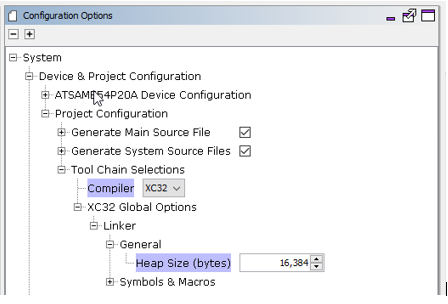 Configuration Options
System
Device & Project Configuration
ATSAME54P20A Device Configuration
Project Configuration
Generate Main Source File
Generate System Source Files
Tool Chain Selections
Compiler XC32
XC32 Global Options
Linker
General
Heap Size (bytes) 16,384
Symbols & Macros